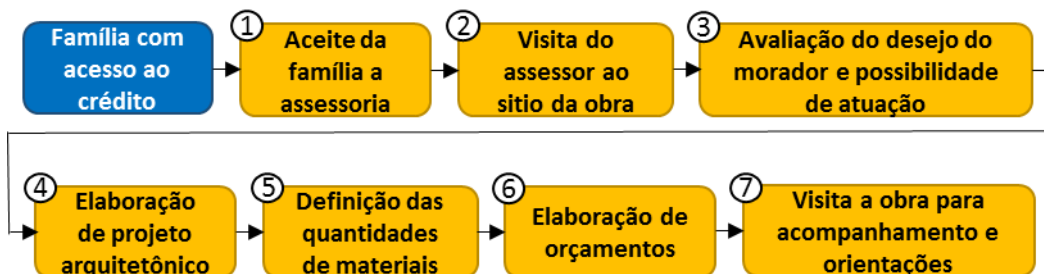 Família com
acesso ao
crédito
1
Aceite da
família a
assessoria
2
Visita do
assessor ao
sitio da obra
3
Avaliação do desejo do
morador e possibilidade
de atuação
4
Elaboração
de projeto
arquitetônico
5
Definição das
quantidades
de materiais
6
Elaboração de
orçamentos
7
Visita a obra para
acompanhamento e
orientações